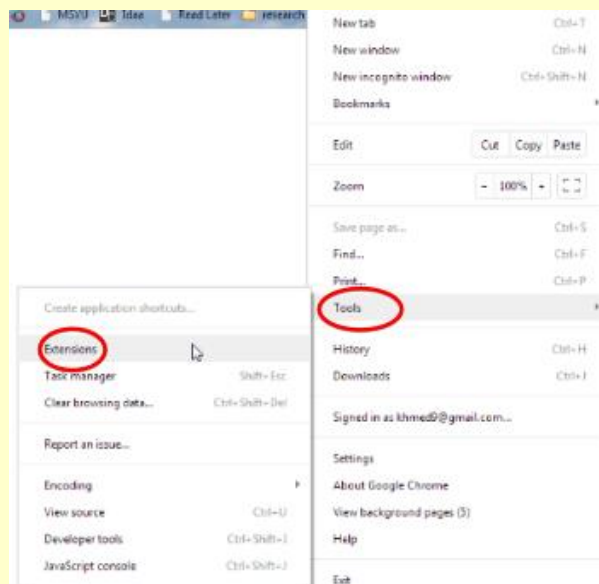 MSVU Idea Read Later research
New tab Ctrl+T
New window Ctrl+N
New incognito window Ctrl+Shift+N
Bookmarks
Edit Cut Copy Paste
Zoom - 100% +
Save page as... Ctrl+S
Find... Ctrl+F
Print... Ctrl+P
Tools
History Ctrl+H
Downloads Ctrl+J
Signed in as khmed9@gmail.com...
Settings
About Google Chrome
View background pages (5)
Help
Exit
Create application shortcuts...
Extensions
Task manager Shift+Esc
Clear browsing data... Ctrl+Shift+Del
Report an issue...
Encoding
View source Ctrl+U
Developer tools Ctrl+Shift+I
JavaScript console Ctrl+Shift+J